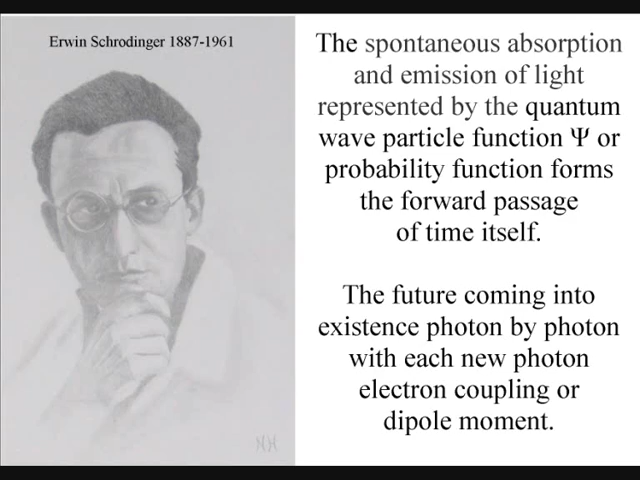 Erwin Schrodinger 1887-1961
The spontaneous absorption
and emission of light
represented by the quantum
wave particle function Ψ or
probability function forms
the forward passage
of time itself.
The future coming into
existence photon by photon
with each new photon
electron coupling or
dipole moment.